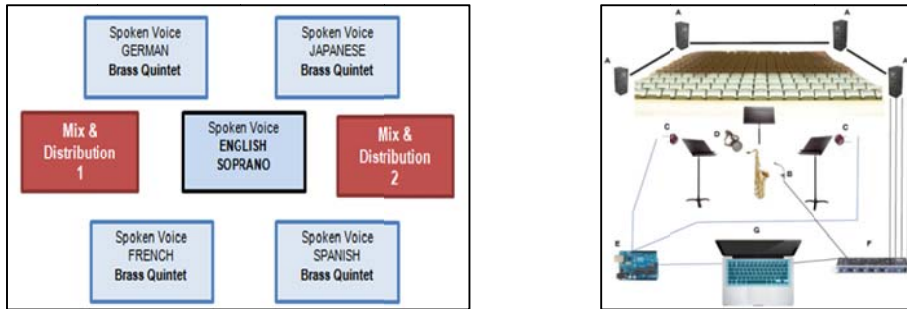 Spoken Voice
GERMAN
Brass Quintet
Spoken Voice
JAPANESE
Brass Quintet
Mix &
Distribution
1
Spoken Voice
ENGLISH
SOPRANO
Mix &
Distribution
2
Spoken Voice
FRENCH
Brass Quintet
Spoken Voice
SPANISH
Brass Quintet
A
A
A
A
C
D
C
B
E
G
F